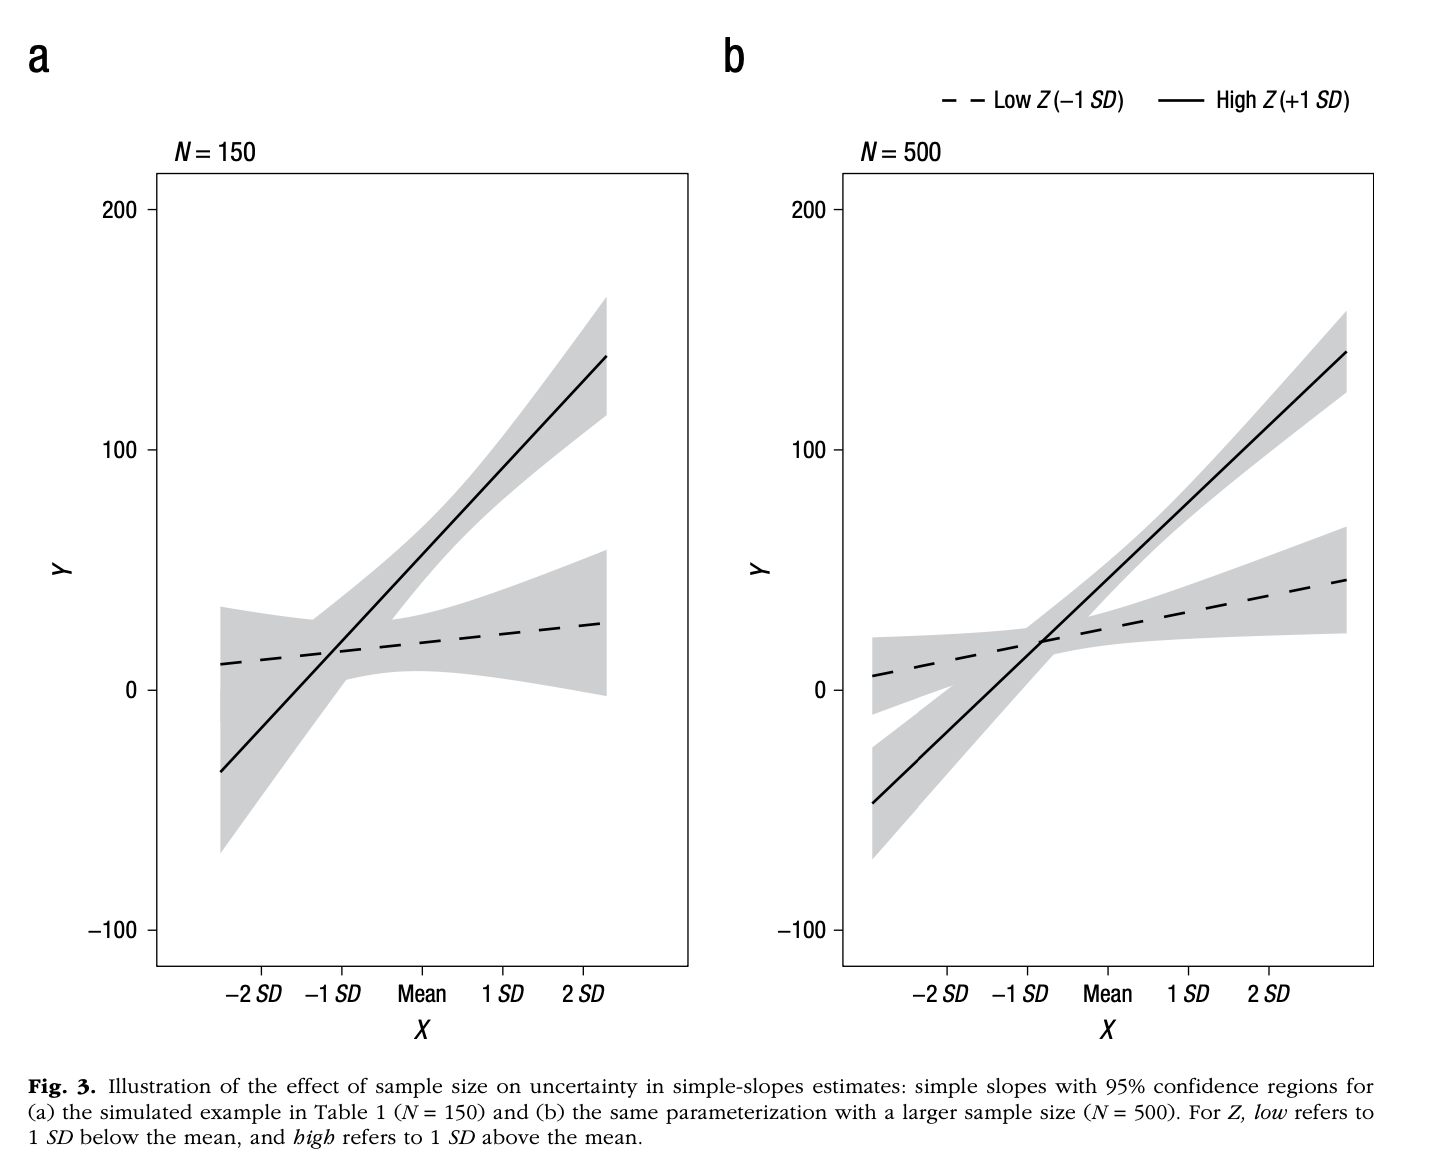 a
b
Low Z (–1 SD) High Z (+1 SD)
N = 150
N = 500
200
100
0
–100
Y
–2 SD –1 SD Mean 1 SD 2 SD
X
200
100
0
–100
Y
–2 SD –1 SD Mean 1 SD 2 SD
X
Fig. 3. Illustration of the effect of sample size on uncertainty in simple-slopes estimates: simple slopes with 95% confidence regions for
(a) the simulated example in Table 1 (N = 150) and (b) the same parameterization with a larger sample size (N = 500). For Z, low refers to
1 SD below the mean, and high refers to 1 SD above the mean.